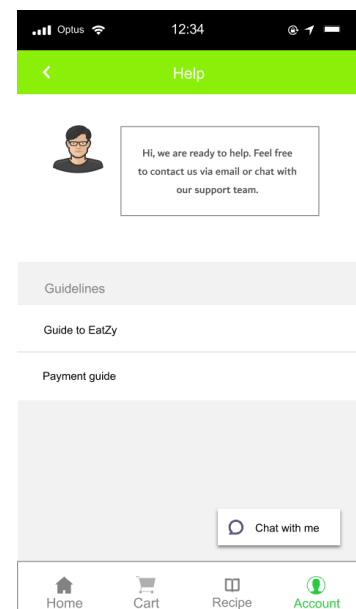 Optus 12:34
Help
Hi, we are ready to help. Feel free
to contact us via email or chat with
our support team.
Guidelines
Guide to EatZy
Payment guide
Chat with me
Home Cart Recipe Account